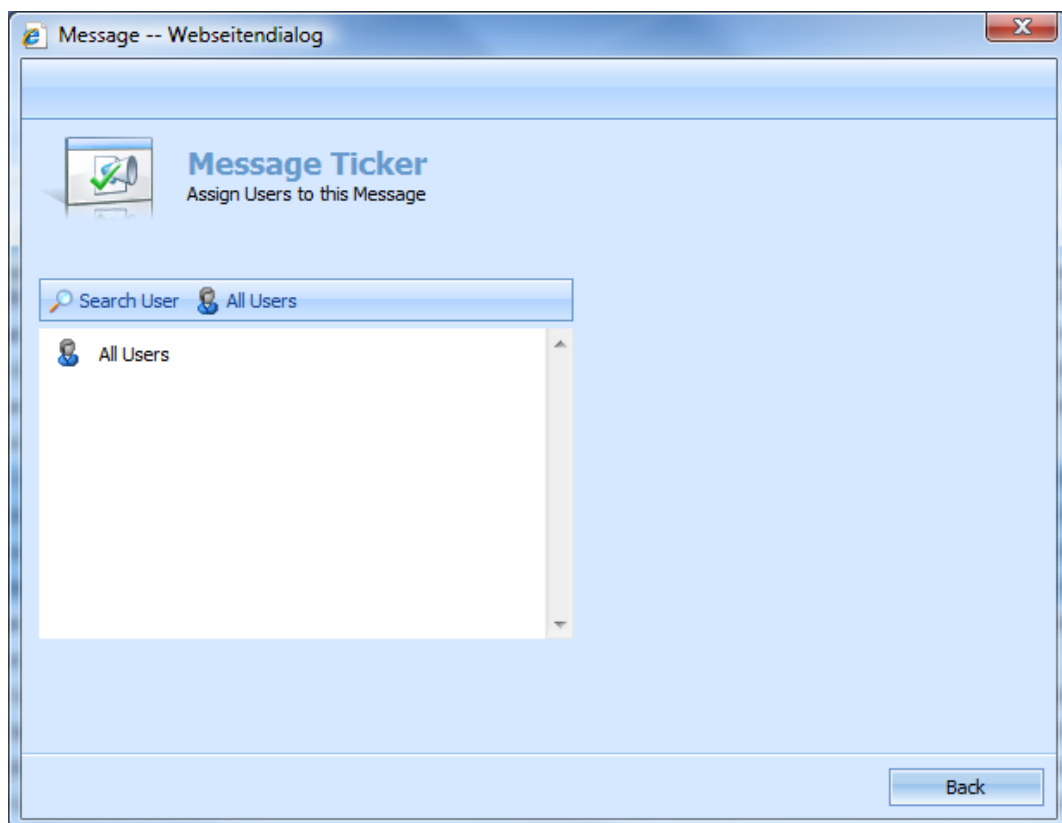 Message -- Webseitendialog
Message Ticker
Assign Users to this Message
Search User All Users
All Users
Back